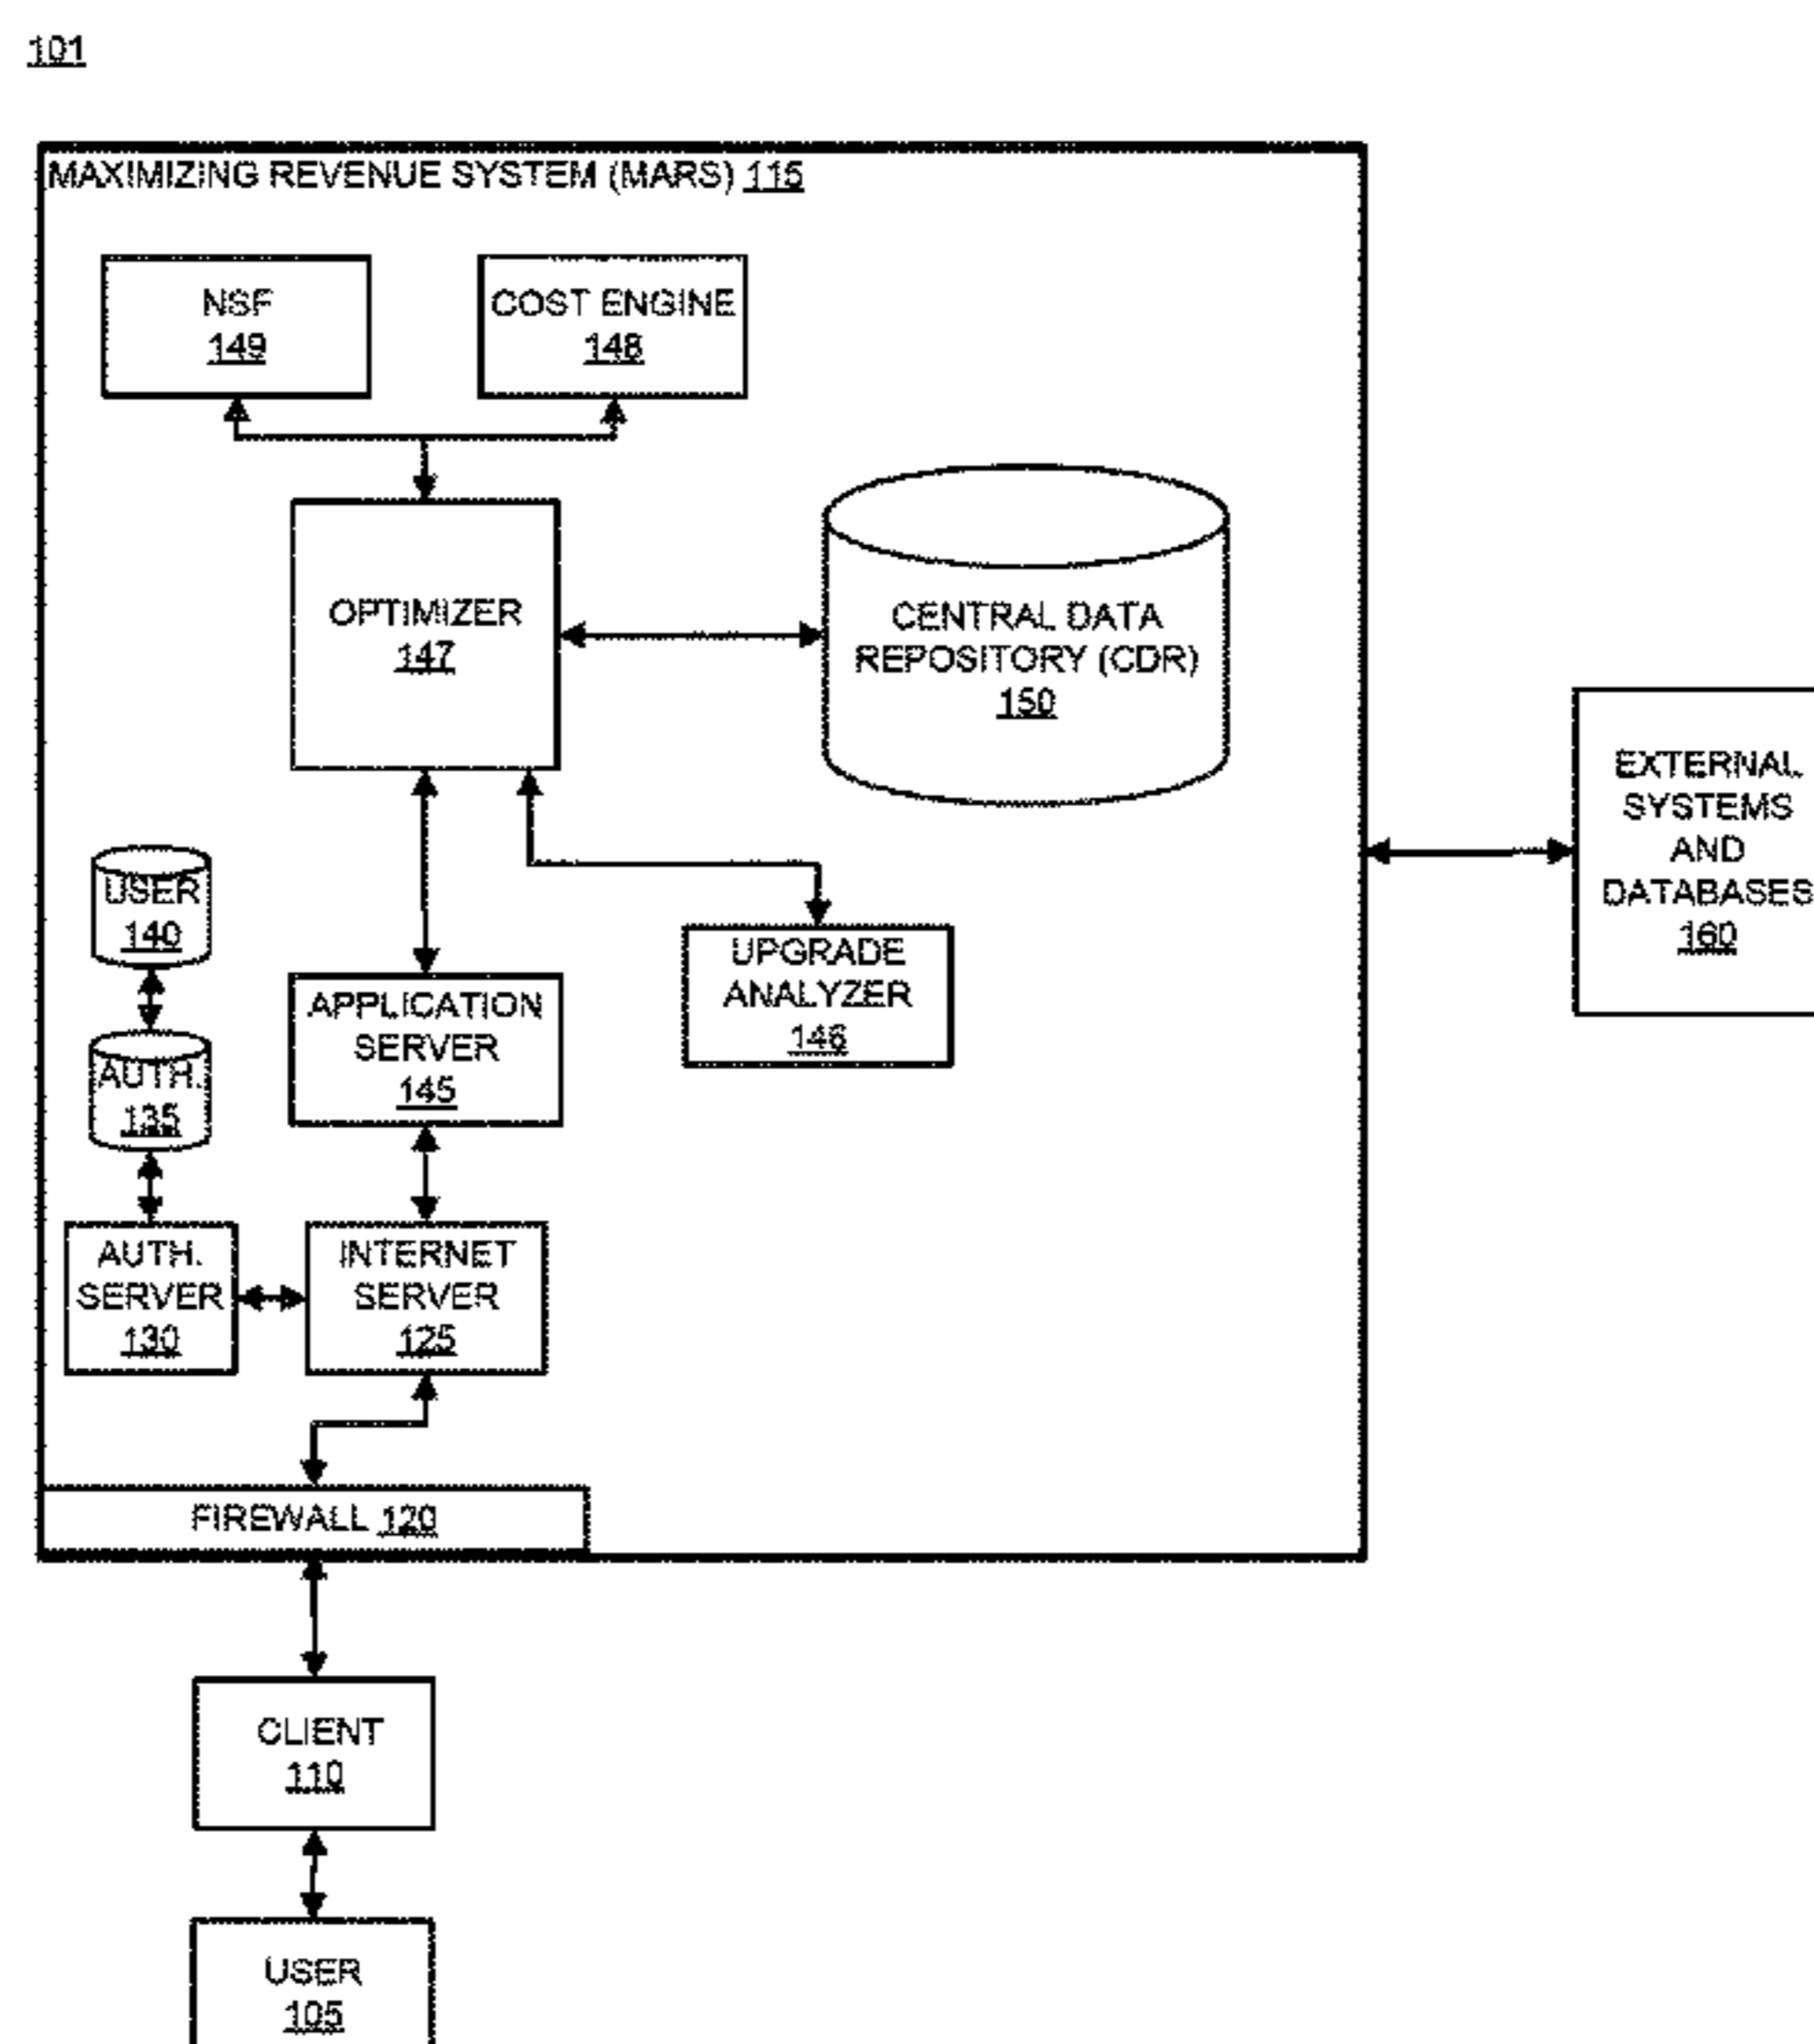 101
MAXIMIZING REVENUE SYSTEM (MARS) 115
NSF
149
COST ENGINE
148
OPTIMIZER
147
CENTRAL DATA
REPOSITORY (CDR)
150
EXTERNAL
SYSTEMS
AND
DATABASES
160
USER
140
AUTH.
135
APPLICATION
SERVER
145
UPGRADE
ANALYZER
146
AUTH.
SERVER
130
INTERNET
SERVER
125
FIREWALL 120
CLIENT
110
USER
105